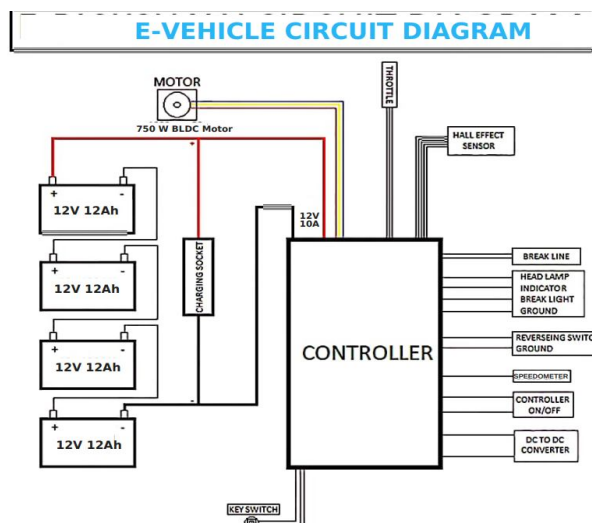 E-VEHICLE CIRCUIT DIAGRAM
MOTOR
750 W BLDC Motor
THROTTLE
HALL EFFECT
SENSOR
+
+ -
12V 12Ah
12V
10A
CHARGING SOCKET
+ -
12V 12Ah
+ -
12V 12Ah
+ -
12V 12Ah
-
CONTROLLER
BREAK LINE
HEAD LAMP
INDICATOR
BREAK LIGHT
GROUND
REVERSEING SWITC
GROUND
SPEEDOMETER
CONTROLLER
ON/OFF
DC TO DC
CONVERTER
KEY SWITCH